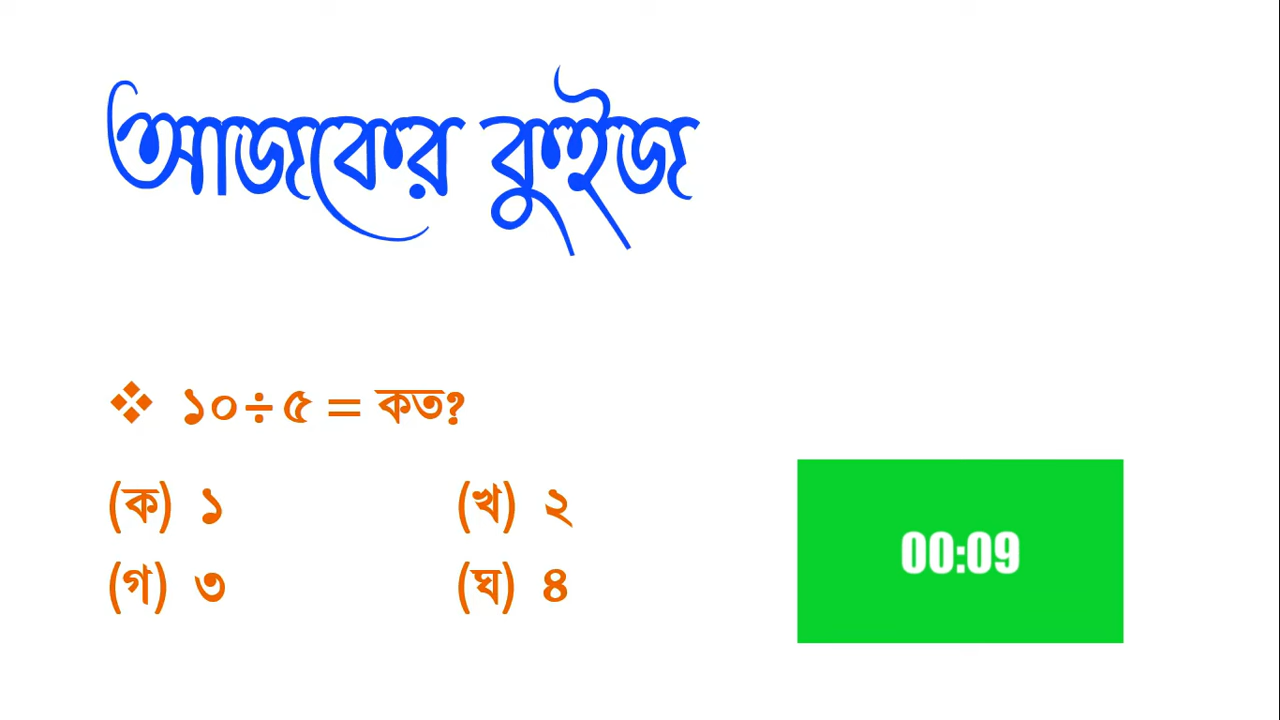 আজকের কুইজ
❖ ১০÷৫ = কত?
(ক) ১ (খ) ২
(গ) ৩ (ঘ) ৪
00:09